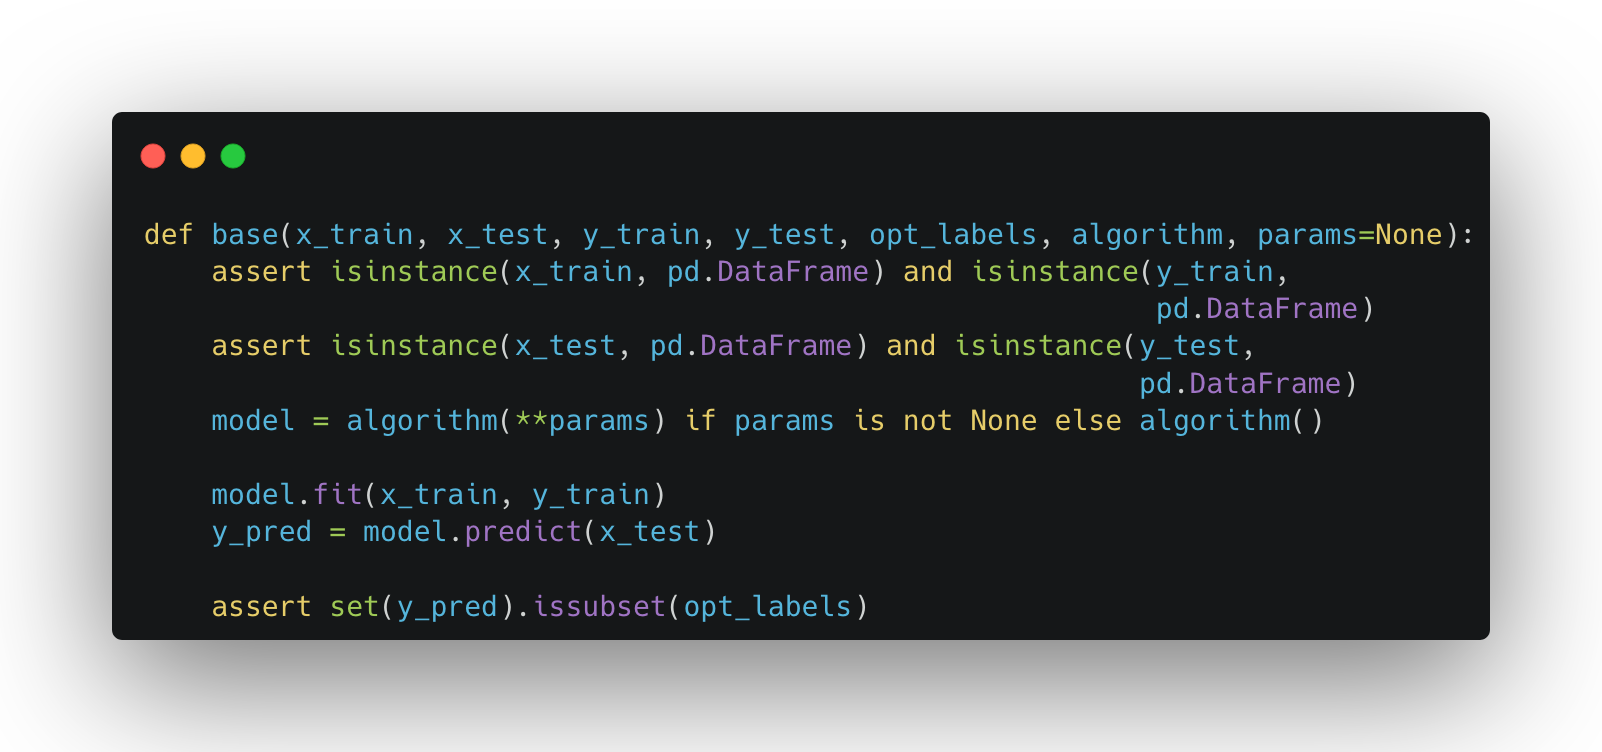 def base(x_train, x_test, y_train, y_test, opt_labels, algorithm, params=None):
    assert isinstance(x_train, pd.DataFrame) and isinstance(y_train,
                                                            pd.DataFrame)
    assert isinstance(x_test, pd.DataFrame) and isinstance(y_test,
                                                           pd.DataFrame)
    model = algorithm(**params) if params is not None else algorithm()

    model.fit(x_train, y_train)
    y_pred = model.predict(x_test)

    assert set(y_pred).issubset(opt_labels)